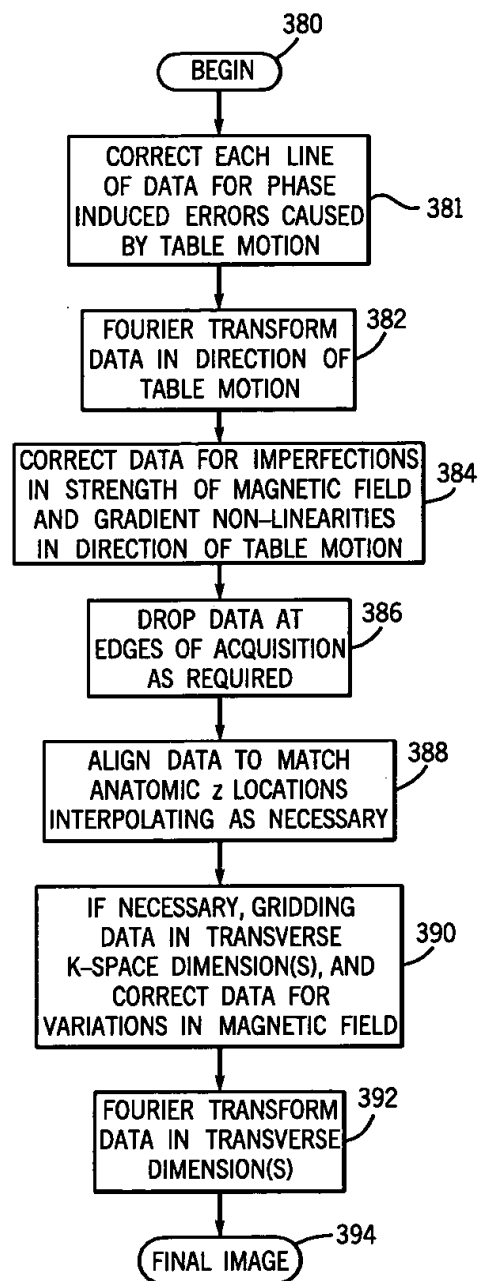 380
BEGIN
CORRECT EACH LINE
OF DATA FOR PHASE
INDUCED ERRORS CAUSED
BY TABLE MOTION
381
FOURIER TRANSFORM
DATA IN DIRECTION OF
TABLE MOTION
382
CORRECT DATA FOR IMPERFECTIONS
IN STRENGTH OF MAGNETIC FIELD
AND GRADIENT NON-LINEARITIES
IN DIRECTION OF TABLE MOTION
384
DROP DATA AT
EDGES OF ACQUISITION
AS REQUIRED
386
ALIGN DATA TO MATCH
ANATOMIC z LOCATIONS
INTERPOLATING AS NECESSARY
388
IF NECESSARY, GRIDDING
DATA IN TRANSVERSE
K-SPACE DIMENSION(S), AND
CORRECT DATA FOR
VARIATIONS IN MAGNETIC FIELD
390
FOURIER TRANSFORM
DATA IN TRANSVERSE
DIMENSION(S)
392
FINAL IMAGE
394